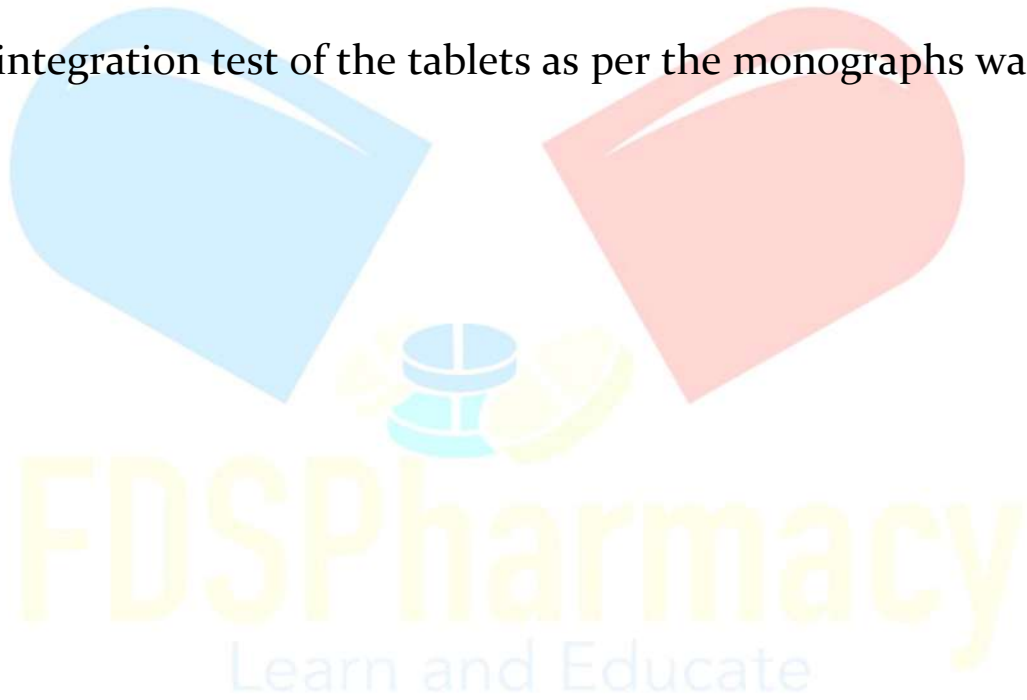 integration test of the tablets as per the monographs wa
FDSPharmacy
Learn and Educate